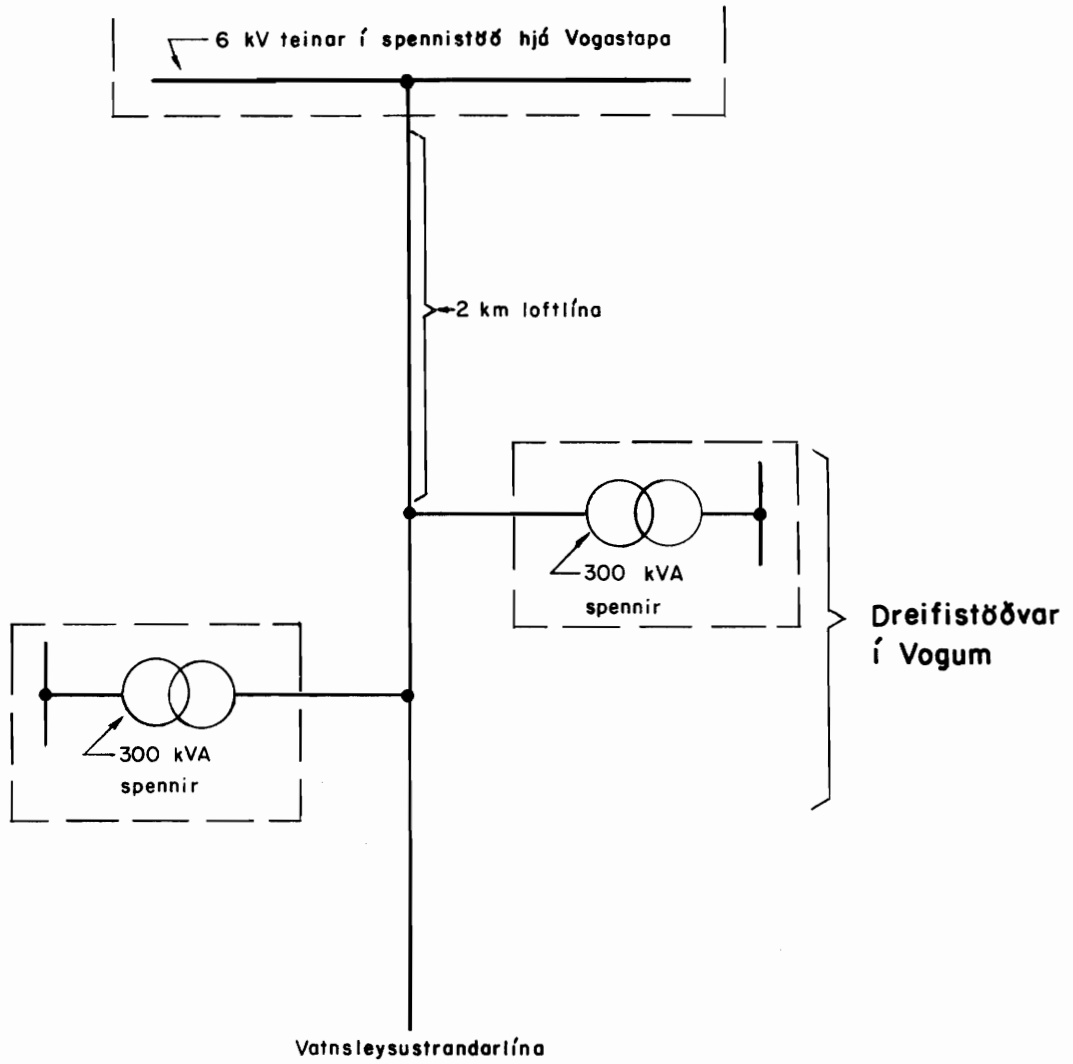 6 kV teinar í spennistöð hjá Vogastapa
2 km loftlína
300 kVA
spennir
Dreifistöðvar
í Vogum
300 kVA
spennir
Vatnsleysustrandarlína